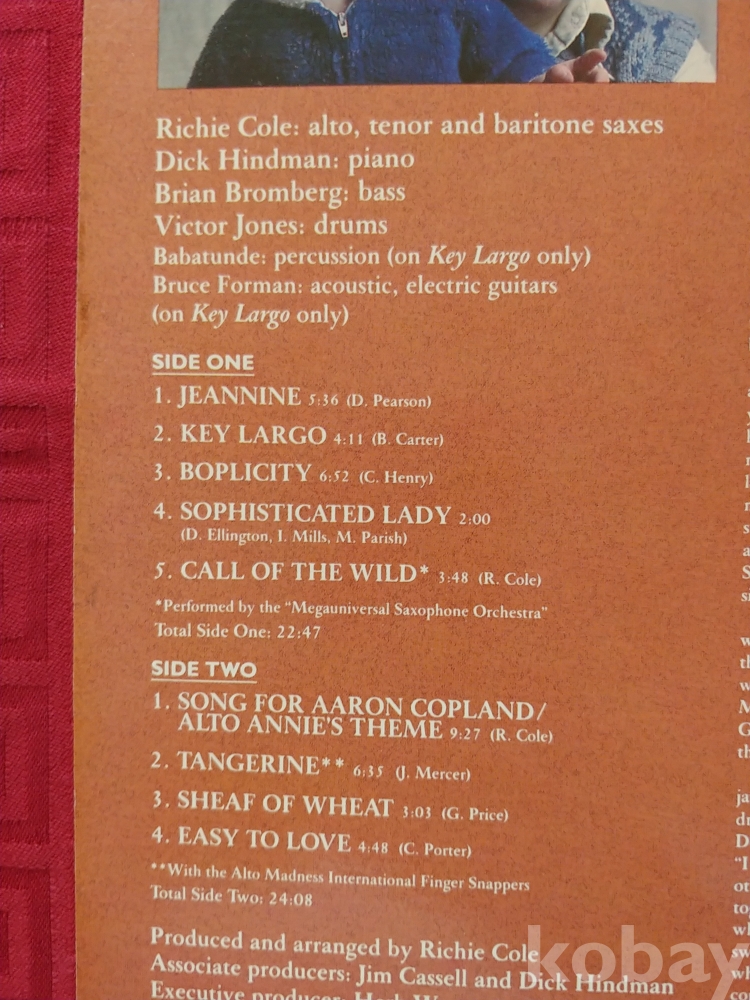 Richie Cole: alto, tenor and baritone saxes
Dick Hindman: piano
Brian Bromberg: bass
Victor Jones: drums
Babatunde: percussion (on Key Largo only)
Bruce Forman: acoustic, electric guitars
(on Key Largo only)
SIDE ONE
1. JEANNINE 5:36 (D. Pearson)
2. KEY LARGO 4:11 (B. Carter)
3. BOPLICITY 6:52 (C. Henry)
4. SOPHISTICATED LADY 2:00
(D. Ellington, I. Mills, M. Parish)
5. CALL OF THE WILD* 3:48 (R. Cole)
*Performed by the "Megauniversal Saxophone Orchestra"
Total Side One: 22:47
SIDE TWO
1. SONG FOR AARON COPLAND/
ALTO ANNIE'S THEME 9:27 (R. Cole)
2. TANGERINE** 6:35 (J. Mercer)
3. SHEAF OF WHEAT 3:03 (G. Price)
4. EASY TO LOVE 4:48 (C. Porter)
**With the Alto Madness International Finger Snappers
Total Side Two: 24:08
Produced and arranged by Richie Cole
Associate producers: Jim Cassell and Dick Hindman
Executive producer:
kobay